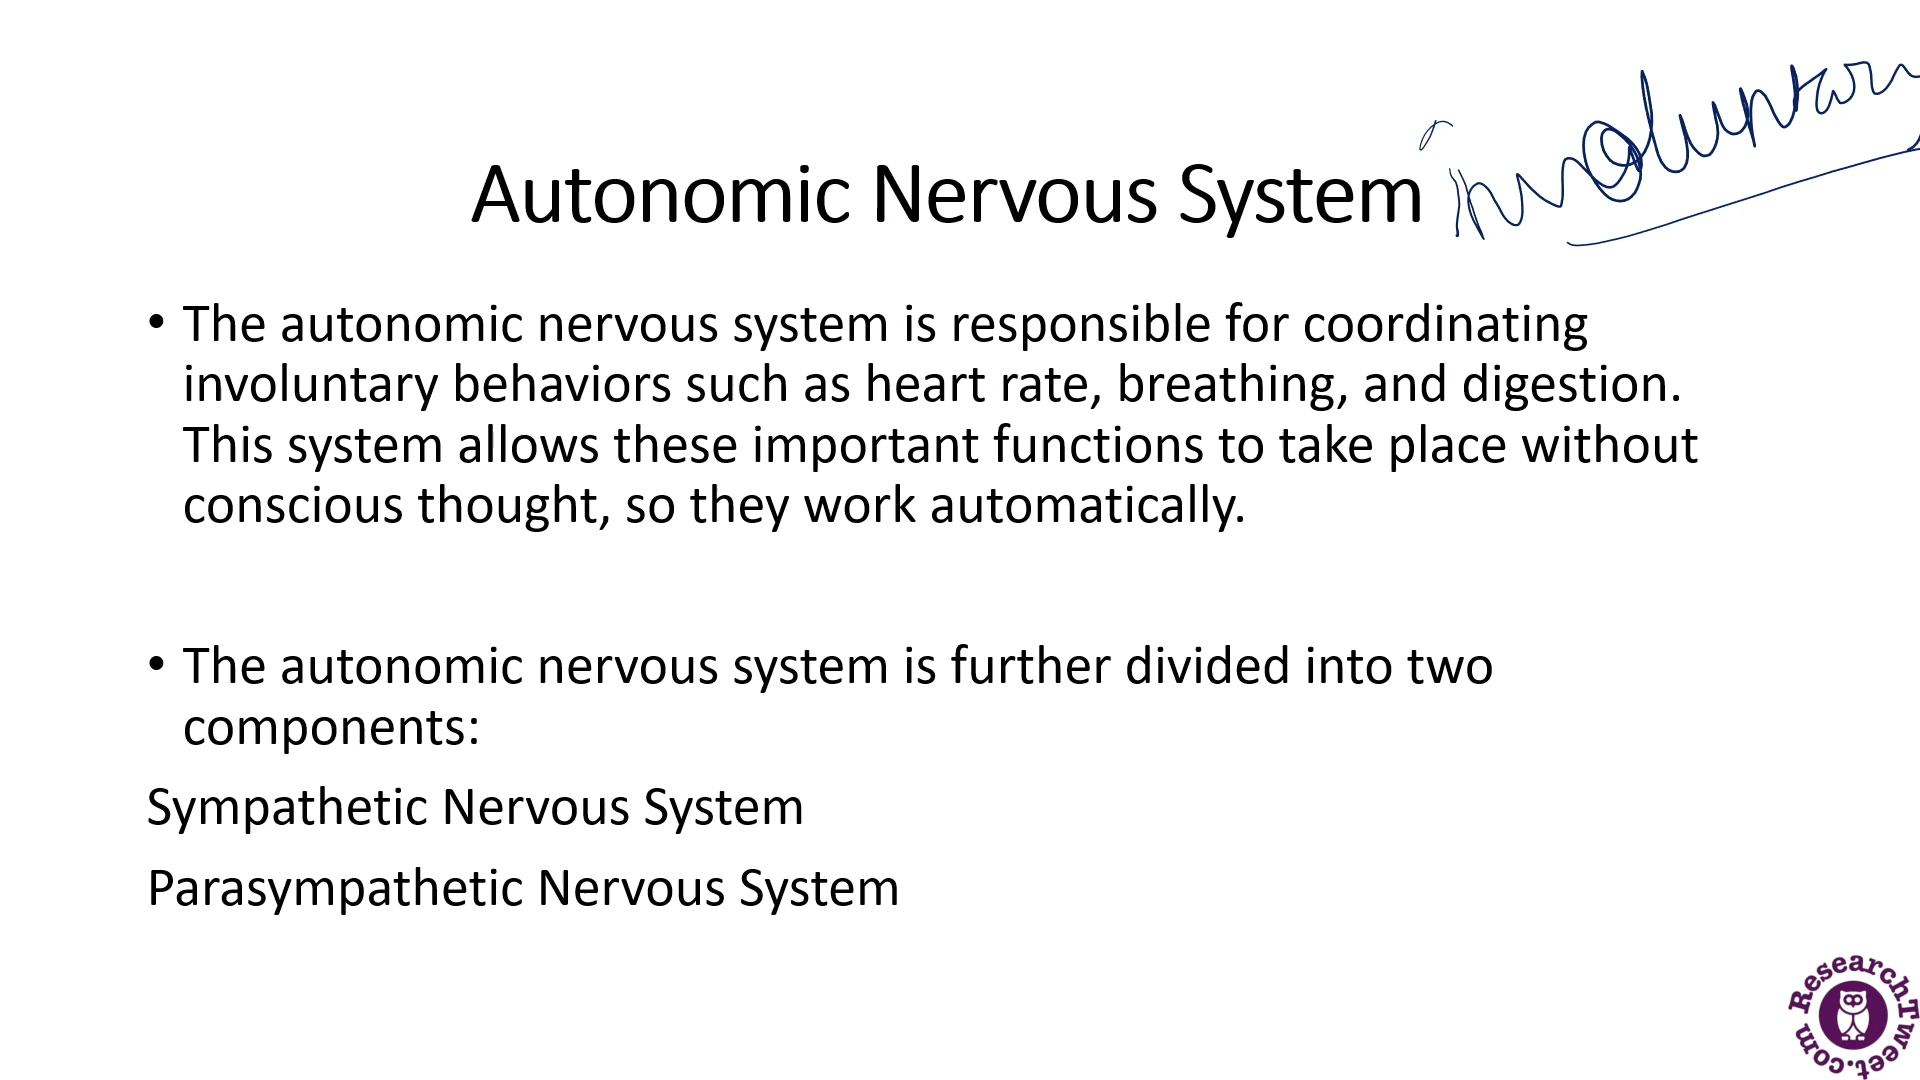 involuntary
Autonomic Nervous System
• The autonomic nervous system is responsible for coordinating
involuntary behaviors such as heart rate, breathing, and digestion.
This system allows these important functions to take place without
conscious thought, so they work automatically.
• The autonomic nervous system is further divided into two
components:
Sympathetic Nervous System
Parasympathetic Nervous System
ResearchTweet.com